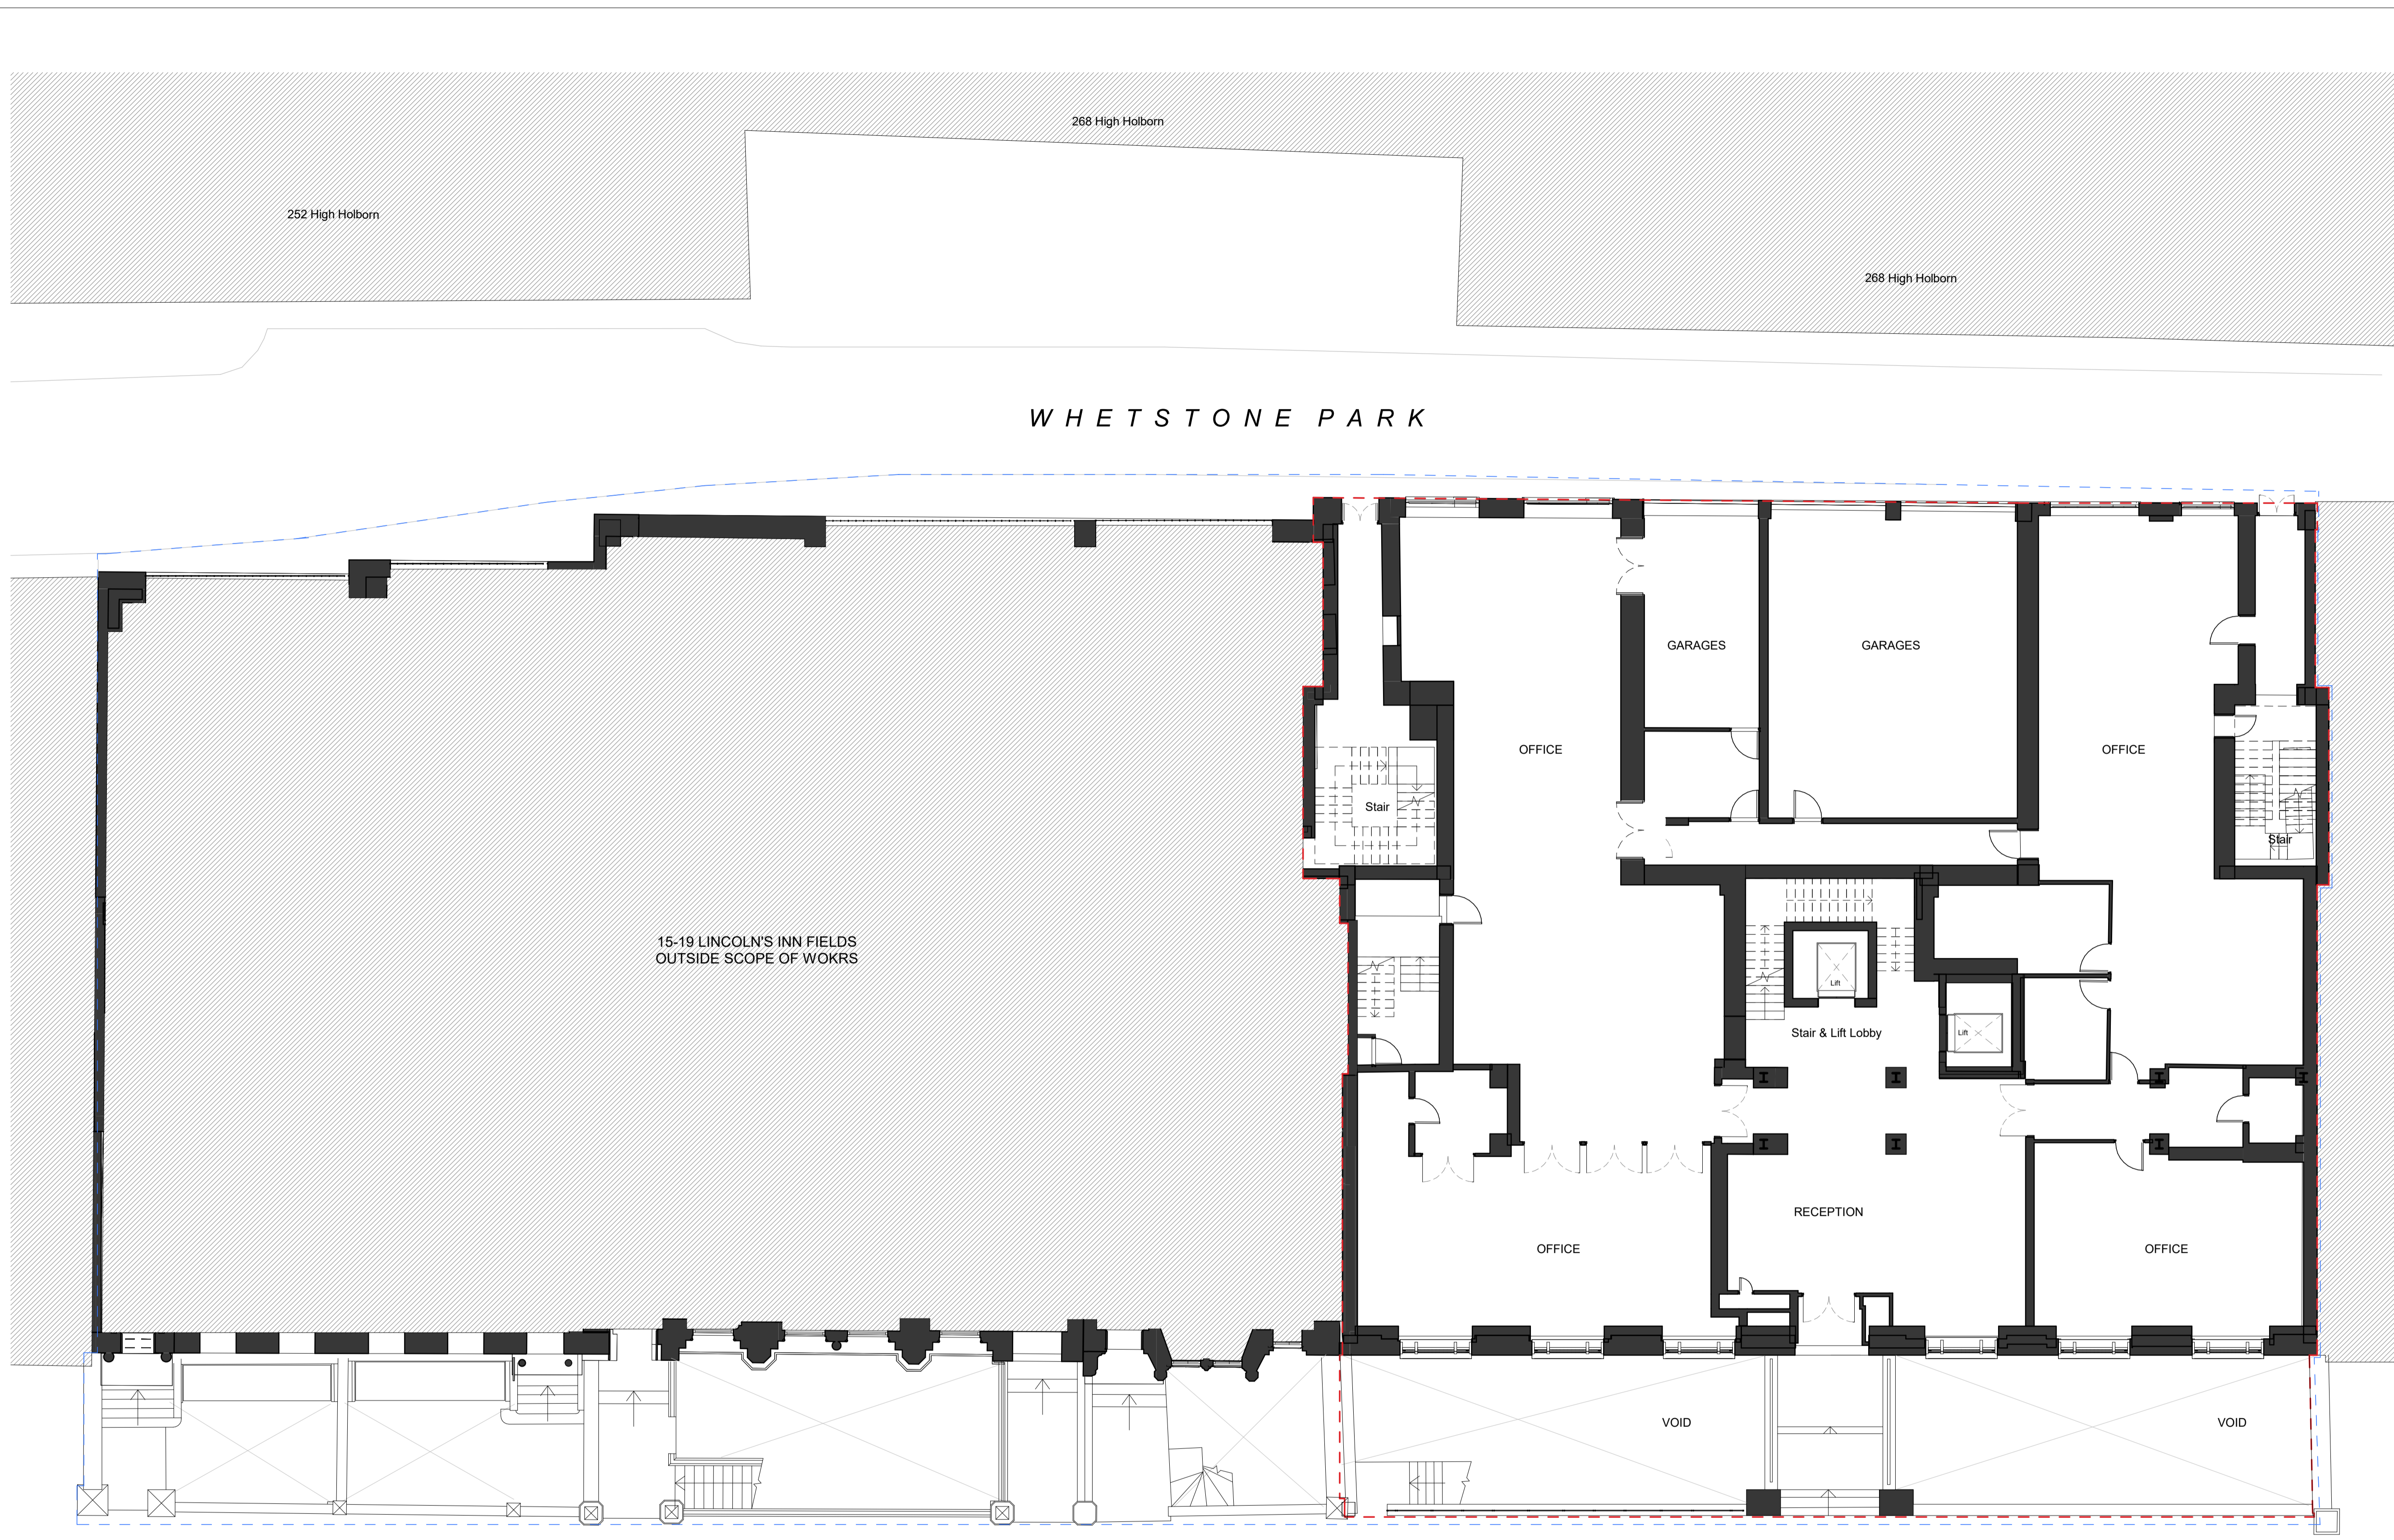 268 High Holborn
252 High Holborn
268 High Holborn
WHETSTONE PARK
GARAGES
GARAGES
OFFICE
OFFICE
Stair
Stair
15-19 LINCOLN'S INN FIELDS
OUTSIDE SCOPE OF WOKRS
Lift
Stair & Lift Lobby
Lift
RECEPTION
OFFICE
OFFICE
VOID
VOID